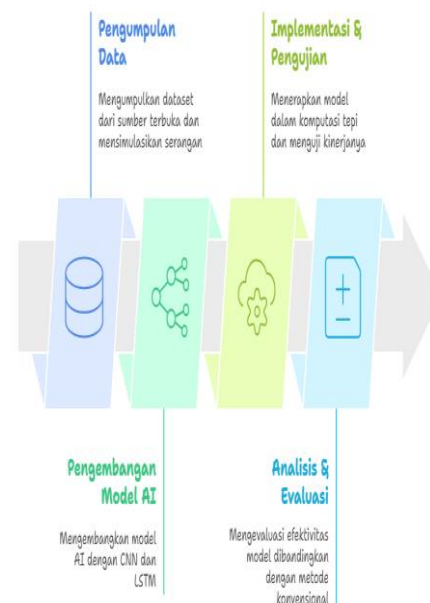 Pengumpulan
Data
Mengumpulkan dataset
dari sumber terbuka dan
mensimulasikan serangan
Implementasi &
Pengujian
Menerapkan model
dalam komputasi tepi
dan menguji kinerjanya
Pengembangan
Model AI
Mengembangkan model
AI dengan CNN dan
LSTM
Analisis &
Evaluasi
Mengevaluasi efektivitas
model dibandingkan
dengan metode
konvensional